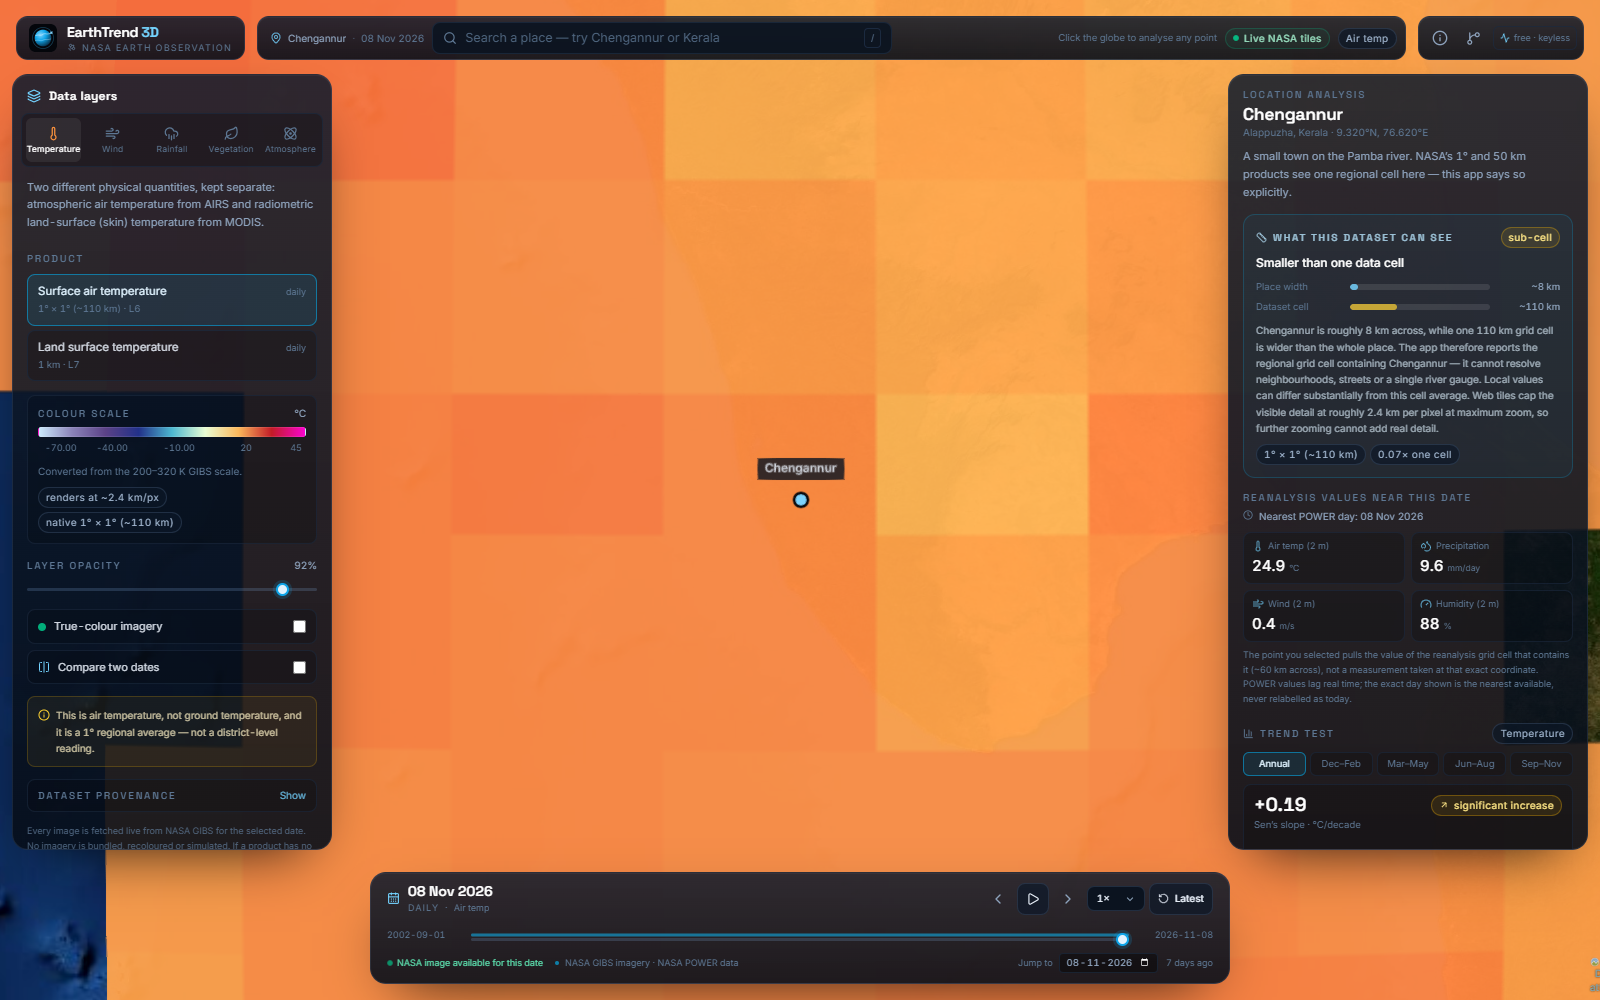 EarthTrend 3D
NASA EARTH OBSERVATION
Chengannur · 08 Nov 2026
Search a place — try Chengannur or Kerala
/
Click the globe to analyse any point
Live NASA tiles
Air temp
free · keyless
Data layers
Temperature
Wind
Rainfall
Vegetation
Atmosphere
Two different physical quantities, kept separate:
atmospheric air temperature from AIRS and radiometric
land-surface (skin) temperature from MODIS.
PRODUCT
Surface air temperature
daily
1° × 1° (~110 km) · L6
Land surface temperature
daily
1 km · L7
COLOUR SCALE
°C
-70.00 -40.00 -10.00 20 45
Converted from the 200–320 K GIBS scale.
renders at ~2.4 km/px
native 1° × 1° (~110 km)
LAYER OPACITY
92%
True-colour imagery
Compare two dates
This is air temperature, not ground temperature, and
it is a 1° regional average — not a district-level
reading.
DATASET PROVENANCE
Show
Every image is fetched live from NASA GIBS for the selected date.
No imagery is bundled, recoloured or simulated. If a product has no
Chengannur
LOCATION ANALYSIS
Chengannur
Alappuzha, Kerala · 9.320°N, 76.620°E
A small town on the Pamba river. NASA's 1° and 50 km
products see one regional cell here — this app says so
explicitly.
WHAT THIS DATASET CAN SEE
sub-cell
Smaller than one data cell
Place width
~8 km
Dataset cell
~110 km
Chengannur is roughly 8 km across, while one 110 km grid cell
is wider than the whole place. The app therefore reports the
regional grid cell containing Chengannur — it cannot resolve
neighbourhoods, streets or a single river gauge. Local values
can differ substantially from this cell average. Web tiles cap the
visible detail at roughly 2.4 km per pixel at maximum zoom, so
further zooming cannot add real detail.
1° × 1° (~110 km)
0.07× one cell
REANALYSIS VALUES NEAR THIS DATE
Nearest POWER day: 08 Nov 2026
Air temp (2 m)
24.9 °C
Precipitation
9.6 mm/day
Wind (2 m)
0.4 m/s
Humidity (2 m)
88 %
The point you selected pulls the value of the reanalysis grid cell that contains
it (~60 km across), not a measurement taken at that exact coordinate.
POWER values lag real time; the exact day shown is the nearest available,
never relabelled as today.
TREND TEST
Temperature
Annual
Dec–Feb
Mar–May
Jun–Aug
Sep–Nov
+0.19
significant increase
Sen's slope · °C/decade
08 Nov 2026
DAILY · Air temp
1×
Latest
2002-09-01
2026-11-08
NASA image available for this date
NASA GIBS imagery · NASA POWER data
Jump to
08-11-2026
7 days ago